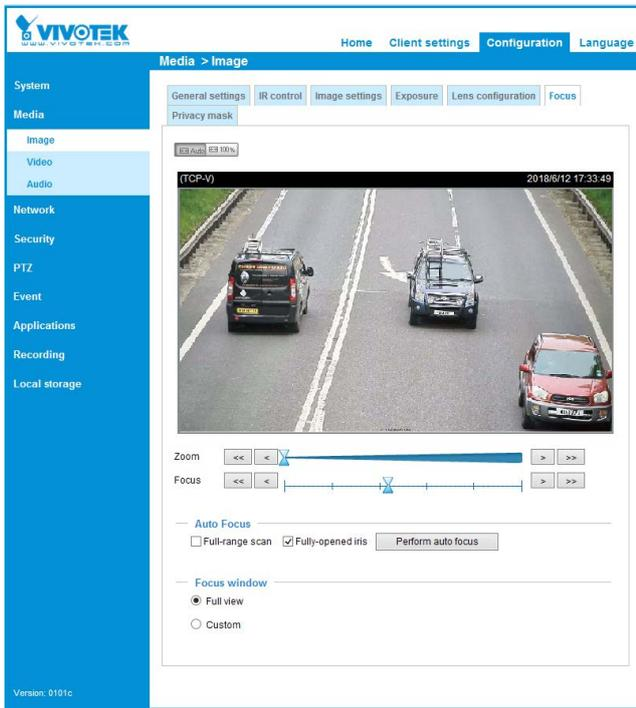 VIVOTEK
WWW.VIVOTEK.COM
Home Client settings Configuration Language
Media > Image
System
Media
Image
Video
Audio
Network
Security
PTZ
Event
Applications
Recording
Local storage
Version: 0101c
General settings IR control Image settings Exposure Lens configuration Focus
Privacy mask
Auto 100%
(TCP-V) 2018/6/12 17:33:49
Zoom << < > >>
Focus << < > >>
Auto Focus
Full-range scan Fully-opened iris Perform auto focus
Focus window
Full view
Custom